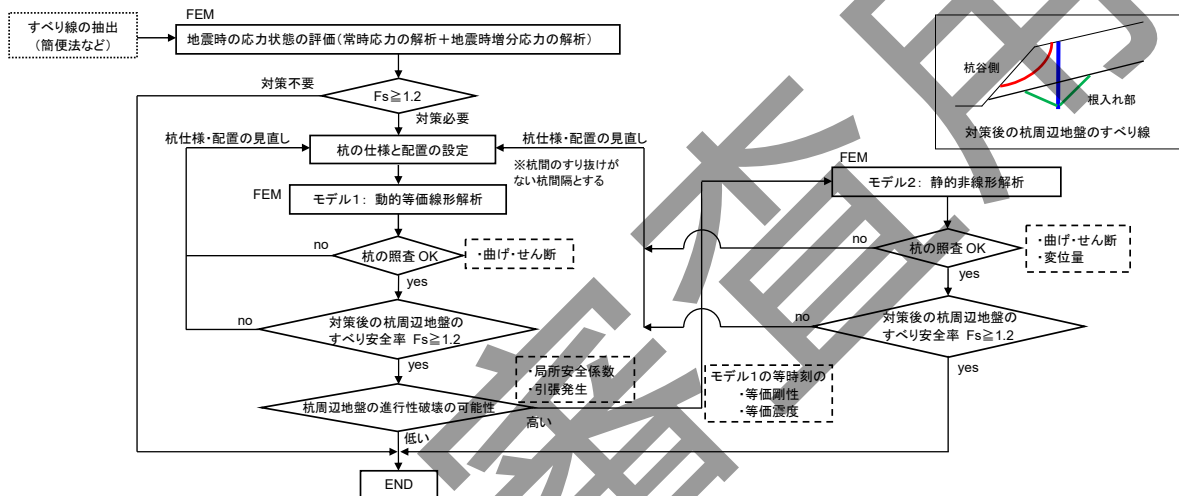 すべり線の抽出
(簡便法など)
FEM
地震時の応力状態の評価(常時応力の解析+地震時増分応力の解析)
対策不要
Fs≧1.2
対策必要
杭仕様・配置の見直し
杭の仕様と配置の設定
杭仕様・配置の見直し
※杭間のすり抜けが
ない杭間隔とする
FEM
モデル1: 動的等価線形解析
no
杭の照査 OK
・曲げ・せん断
yes
no
対策後の杭周辺地盤の
すべり安全率 Fs≧1.2
yes
・局所安全係数
・引張発生
杭周辺地盤の進行性破壊の可能性
高い
低い
END
モデル1の等時刻の
・等価剛性
・等価震度
FEM
モデル2: 静的非線形解析
no
杭の照査 OK
・曲げ・せん断
・変位量
yes
no
対策後の杭周辺地盤の
すべり安全率 Fs≧1.2
yes
杭谷側
根入れ部
対策後の杭周辺地盤のすべり線